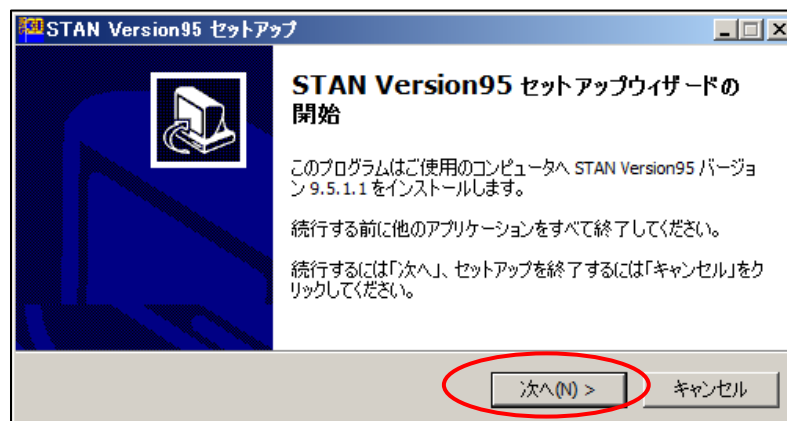 STAN Version95 セットアップ
STAN Version95 セットアップウィザードの
開始
このプログラムはご使用のコンピュータへ STAN Version95 バージョ
ン 9.5.1.1 をインストールします。
続行する前に他のアプリケーションをすべて終了してください。
続行するには「次へ」、セットアップを終了するには「キャンセル」をク
リックしてください。
次へ(N) >
キャンセル